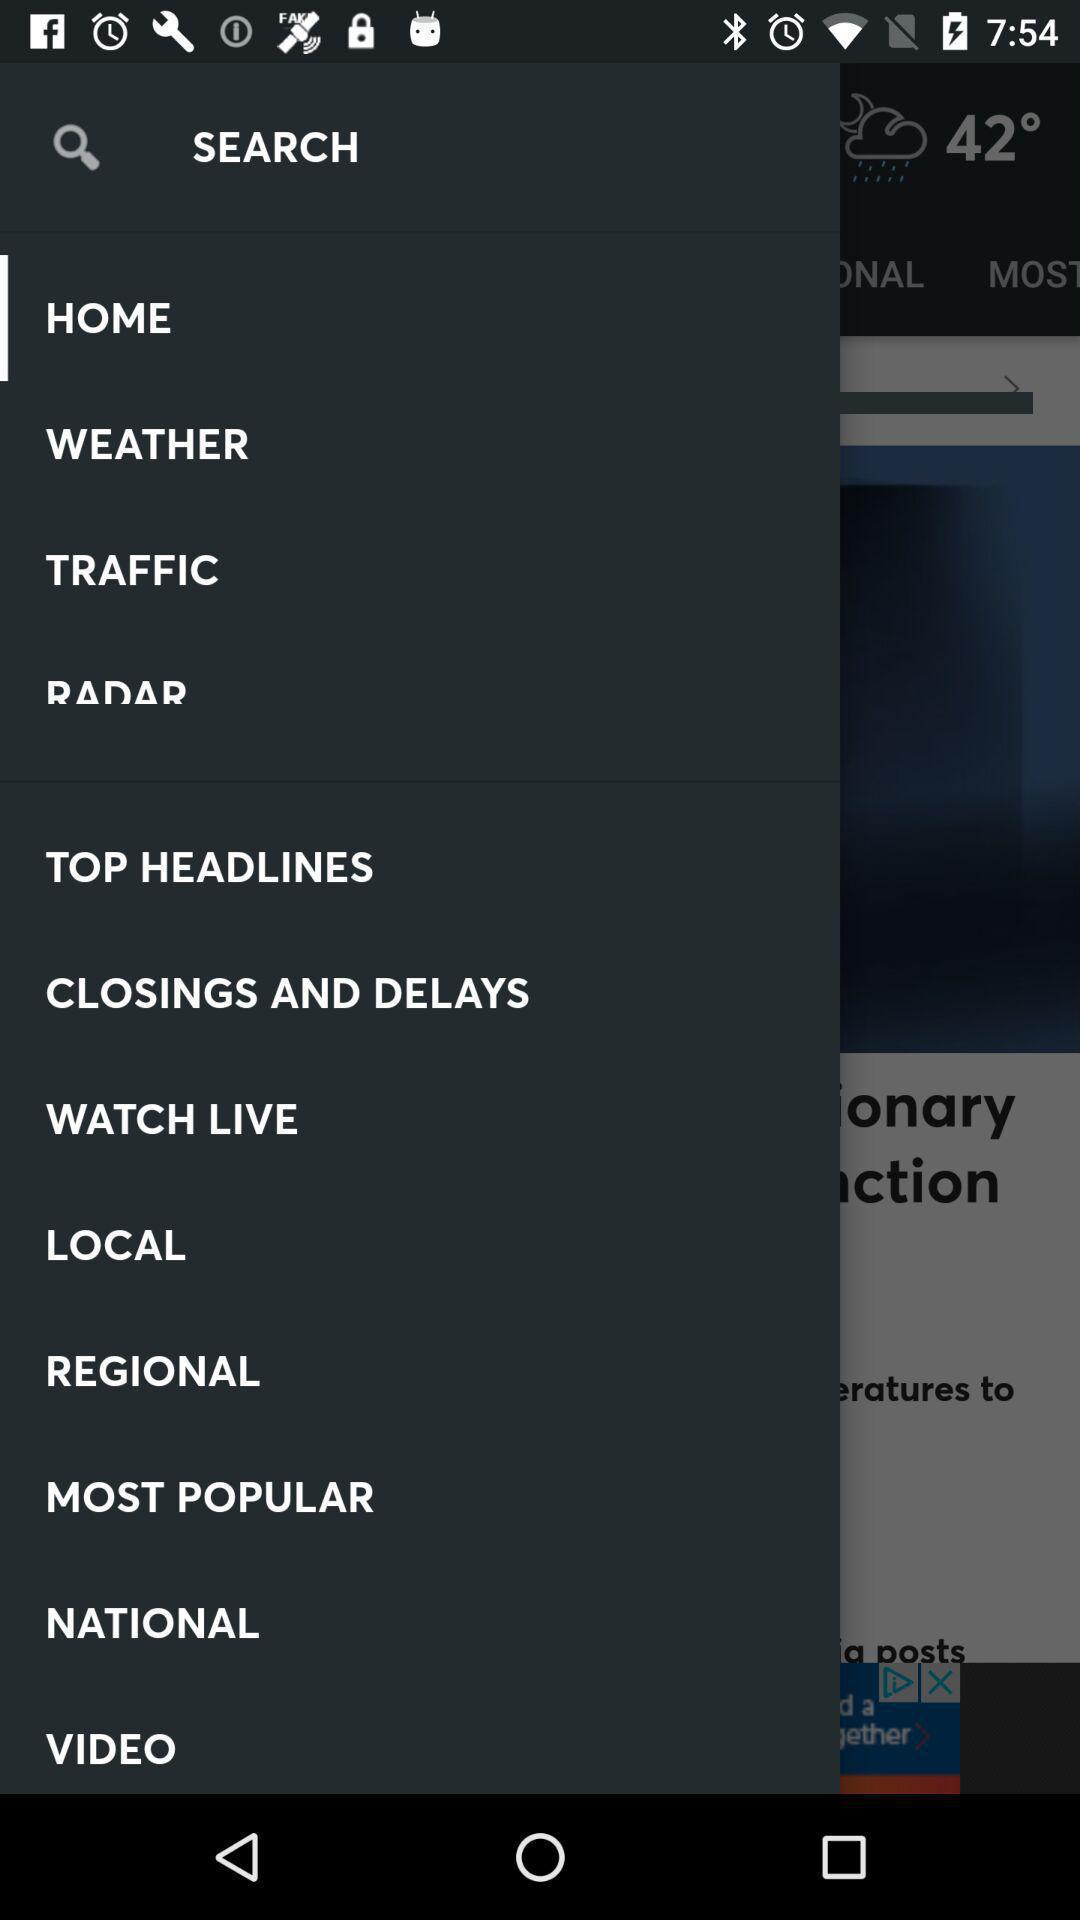 FAKE
7:54
SEARCH
42°
ONAL MOST
HOME
WEATHER
TRAFFIC
RADAR
TOP HEADLINES
CLOSINGS AND DELAYS
WATCH LIVE
ionary
LOCAL
nction
REGIONAL
eratures to
MOST POPULAR
NATIONAL
ia posts
d a
gether
VIDEO